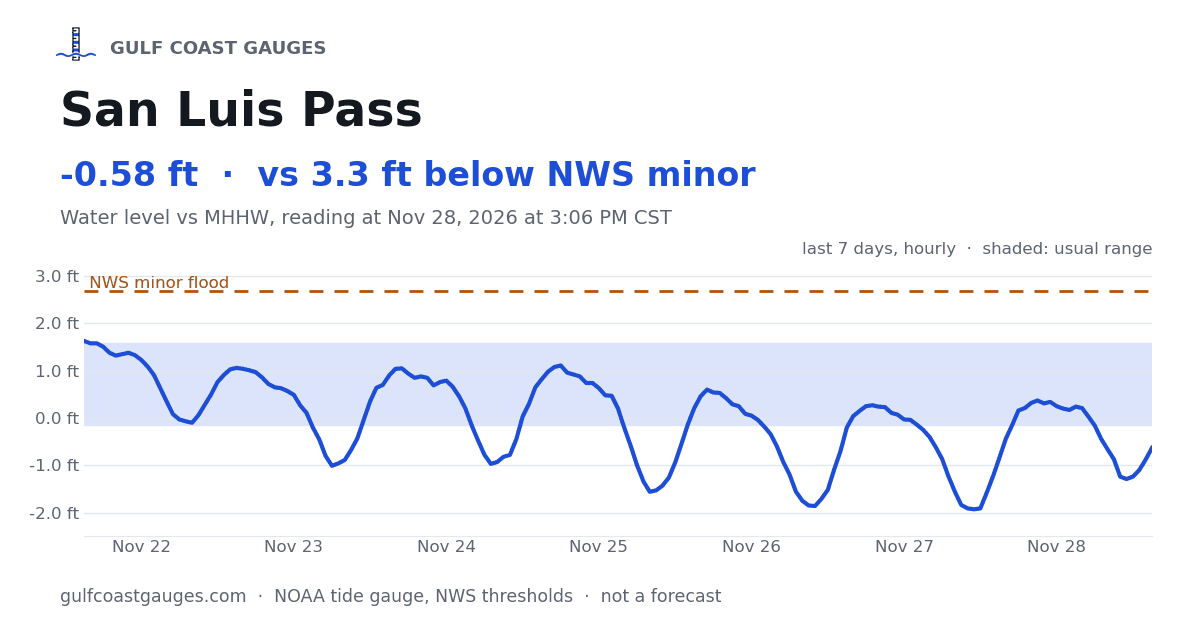 GULF COAST GAUGES
San Luis Pass
-0.58 ft · vs 3.3 ft below NWS minor
Water level vs MHHW, reading at Nov 28, 2026 at 3:06 PM CST
last 7 days, hourly · shaded: usual range
3.0 ft
NWS minor flood
2.0 ft
1.0 ft
0.0 ft
-1.0 ft
-2.0 ft
Nov 22 Nov 23 Nov 24 Nov 25 Nov 26 Nov 27 Nov 28
gulfcoastgauges.com · NOAA tide gauge, NWS thresholds · not a forecast